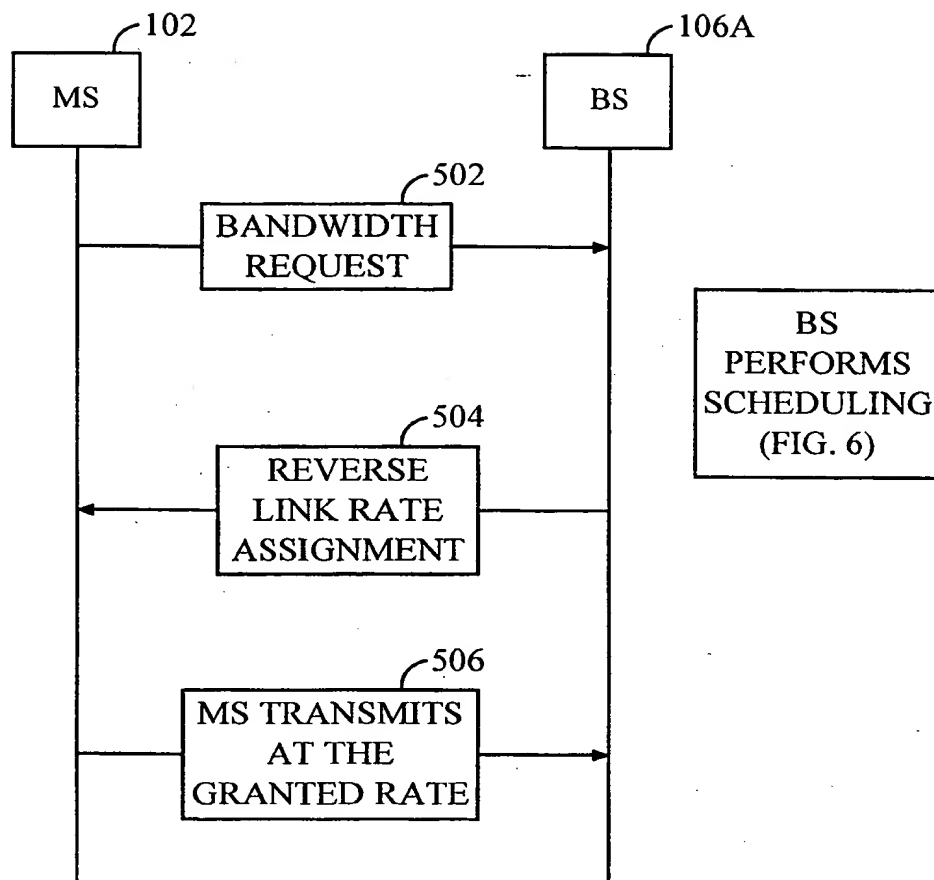 102
106A
MS
BS
502
BANDWIDTH
REQUEST
BS
PERFORMS
SCHEDULING
(FIG. 6)
504
REVERSE
LINK RATE
ASSIGNMENT
506
MS TRANSMITS
AT THE
GRANTED RATE